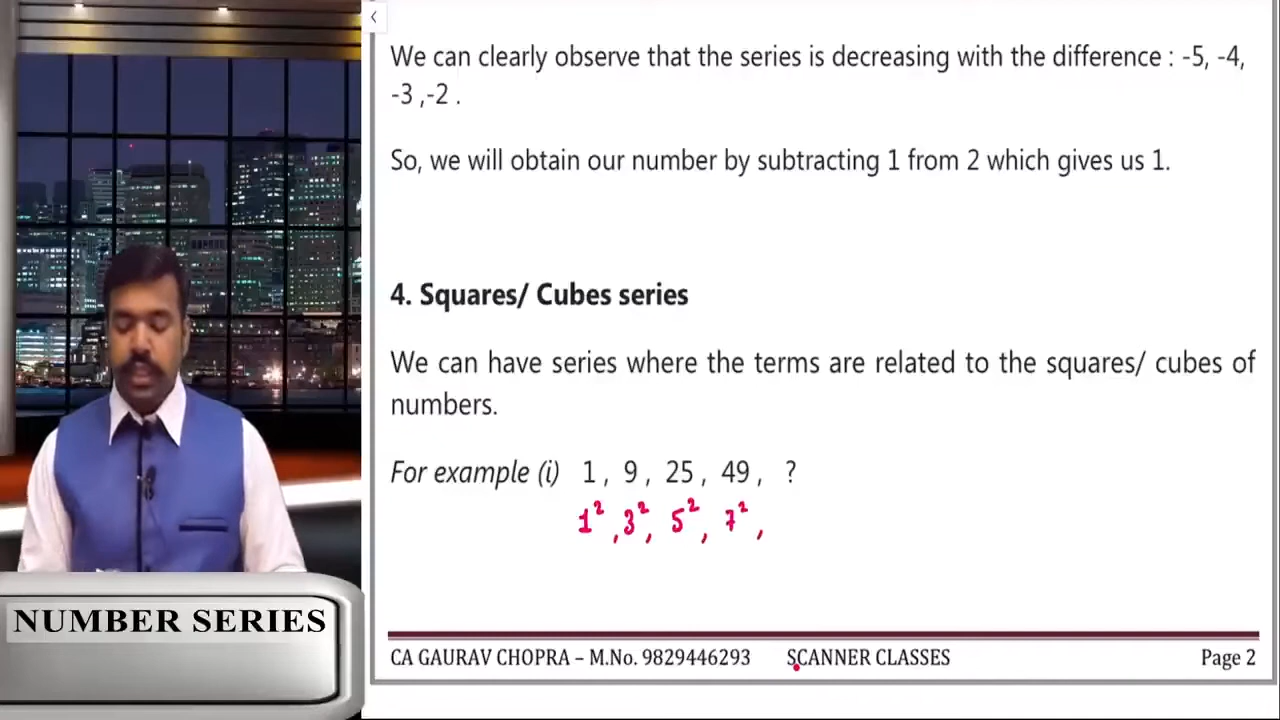 We can clearly observe that the series is decreasing with the difference : -5, -4,
-3 ,-2 .
So, we will obtain our number by subtracting 1 from 2 which gives us 1.
4. Squares/ Cubes series
We can have series where the terms are related to the squares/ cubes of
numbers.
For example (i) 1 , 9 , 25 , 49 , ?
1², 3², 5², 7²,
CA GAURAV CHOPRA – M.No. 9829446293 SCANNER CLASSES Page 2
NUMBER SERIES